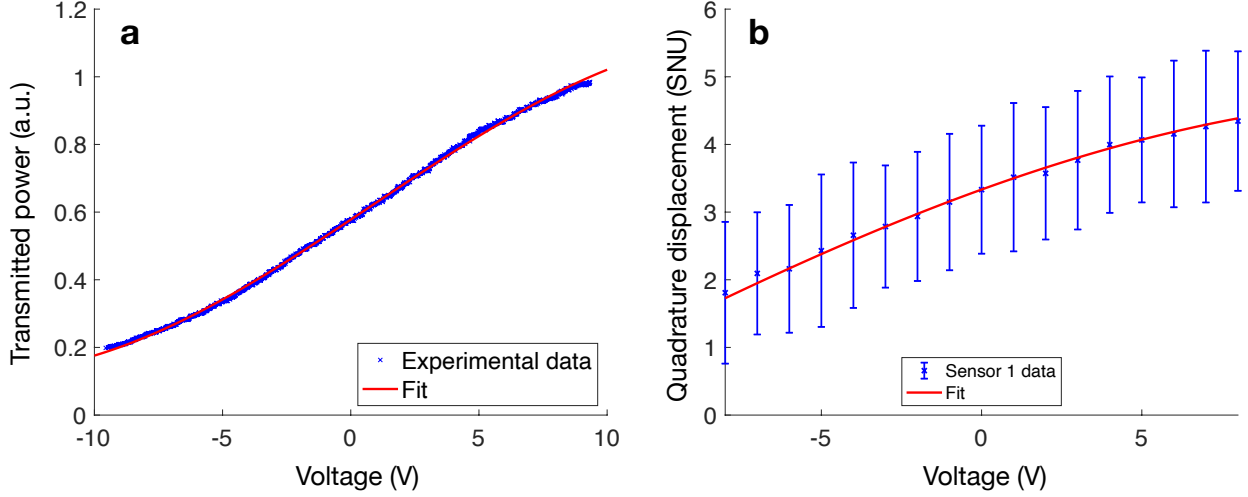 a
Transmitted power (a.u.)
1.2
1
0.8
0.6
0.4
0.2
0
-10
-5
0
5
10
Voltage (V)
Experimental data
Fit
b
Quadrature displacement (SNU)
6
5
4
3
2
1
0
-5
0
5
Voltage (V)
Sensor 1 data
Fit